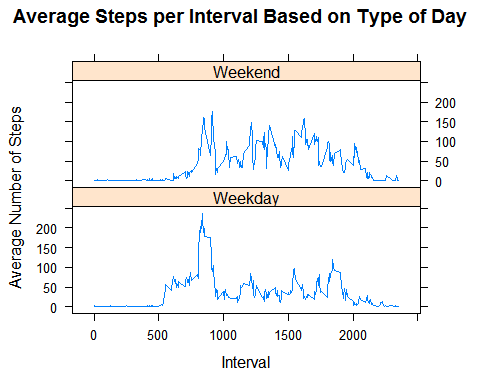 Average Steps per Interval Based on Type of Day
Weekend
200
150
100
50
0
Weekday
200
150
100
50
0
Average Number of Steps
0 500 1000 1500 2000
Interval